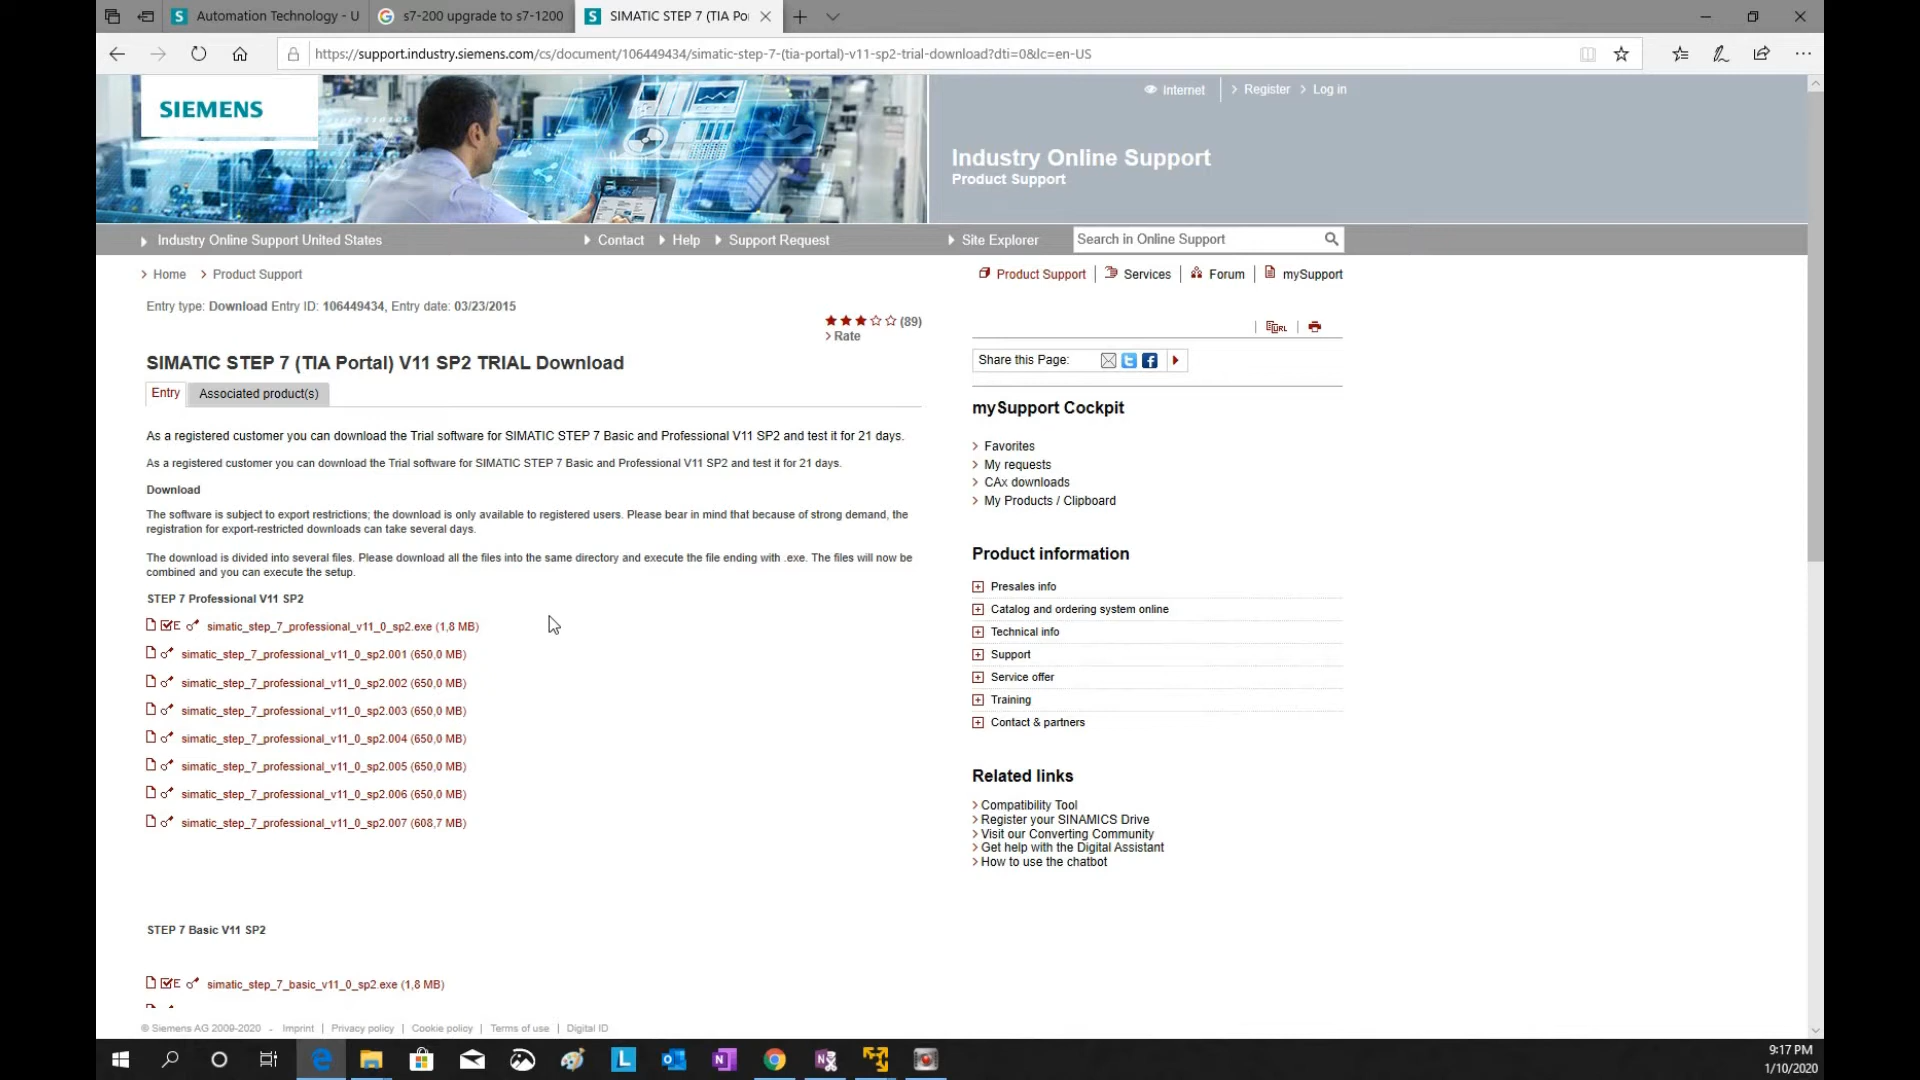 Automation Technology - U
s7-200 upgrade to s7-1200
SIMATIC STEP 7 (TIA Po
https://support.industry.siemens.com/cs/document/106449434/simatic-step-7-(tia-portal)-v11-sp2-trial-download?dti=0&lc=en-US
SIEMENS
Internet
Register
Log in
Industry Online Support
Product Support
Industry Online Support United States
Contact
Help
Support Request
Site Explorer
Search in Online Support
Home
Product Support
Product Support
Services
Forum
mySupport
Entry type: Download Entry ID: 106449434, Entry date: 03/23/2015
(89)
Rate
URL
SIMATIC STEP 7 (TIA Portal) V11 SP2 TRIAL Download
Share this Page:
Entry
Associated product(s)
As a registered customer you can download the Trial software for SIMATIC STEP 7 Basic and Professional V11 SP2 and test it for 21 days.
As a registered customer you can download the Trial software for SIMATIC STEP 7 Basic and Professional V11 SP2 and test it for 21 days.
Download
The software is subject to export restrictions; the download is only available to registered users. Please bear in mind that because of strong demand, the
registration for export-restricted downloads can take several days.
The download is divided into several files. Please download all the files into the same directory and execute the file ending with .exe. The files will now be
combined and you can execute the setup.
STEP 7 Professional V11 SP2
E simatic_step_7_professional_v11_0_sp2.exe (1,8 MB)
simatic_step_7_professional_v11_0_sp2.001 (650,0 MB)
simatic_step_7_professional_v11_0_sp2.002 (650,0 MB)
simatic_step_7_professional_v11_0_sp2.003 (650,0 MB)
simatic_step_7_professional_v11_0_sp2.004 (650,0 MB)
simatic_step_7_professional_v11_0_sp2.005 (650,0 MB)
simatic_step_7_professional_v11_0_sp2.006 (650,0 MB)
simatic_step_7_professional_v11_0_sp2.007 (608,7 MB)
STEP 7 Basic V11 SP2
E simatic_step_7_basic_v11_0_sp2.exe (1,8 MB)
mySupport Cockpit
Favorites
My requests
CAx downloads
My Products / Clipboard
Product information
Presales info
Catalog and ordering system online
Technical info
Support
Service offer
Training
Contact & partners
Related links
Compatibility Tool
Register your SINAMICS Drive
Visit our Converting Community
Get help with the Digital Assistant
How to use the chatbot
© Siemens AG 2009-2020 - Imprint | Privacy policy | Cookie policy | Terms of use | Digital ID
9:17 PM
1/10/2020